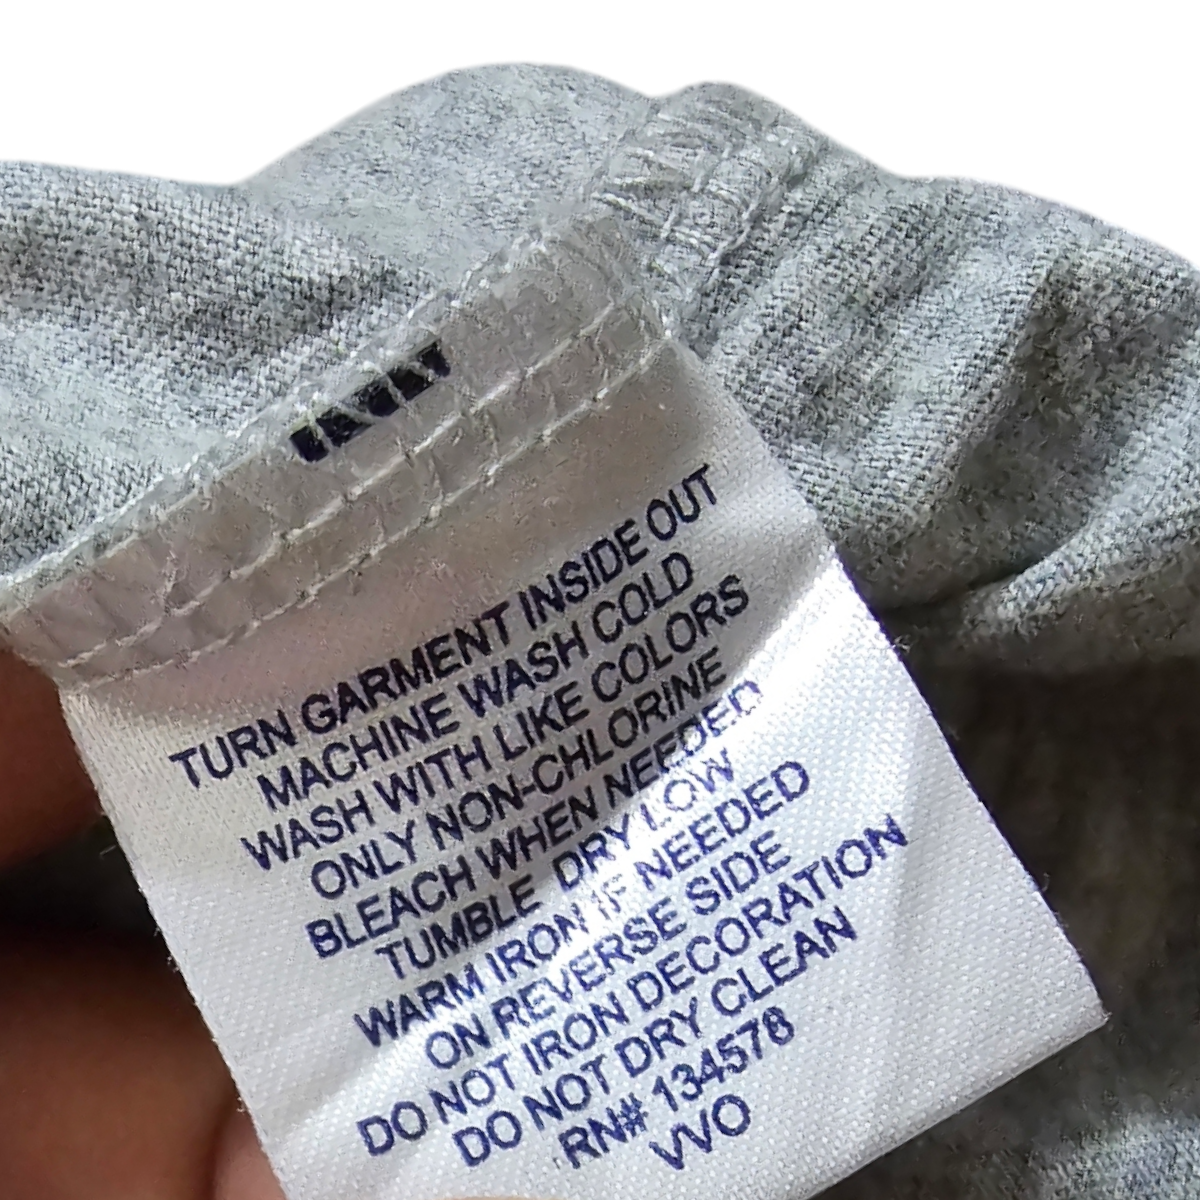 TURN GARMENT INSIDE OUT
MACHINE WASH COLD
WASH WITH LIKE COLORS
ONLY NON-CHLORINE
BLEACH WHEN NEEDED
TUMBLE DRY LOW
WARM IRON IF NEEDED
ON REVERSE SIDE
DO NOT IRON DECORATION
DO NOT DRY CLEAN
RN# 134578
VVO